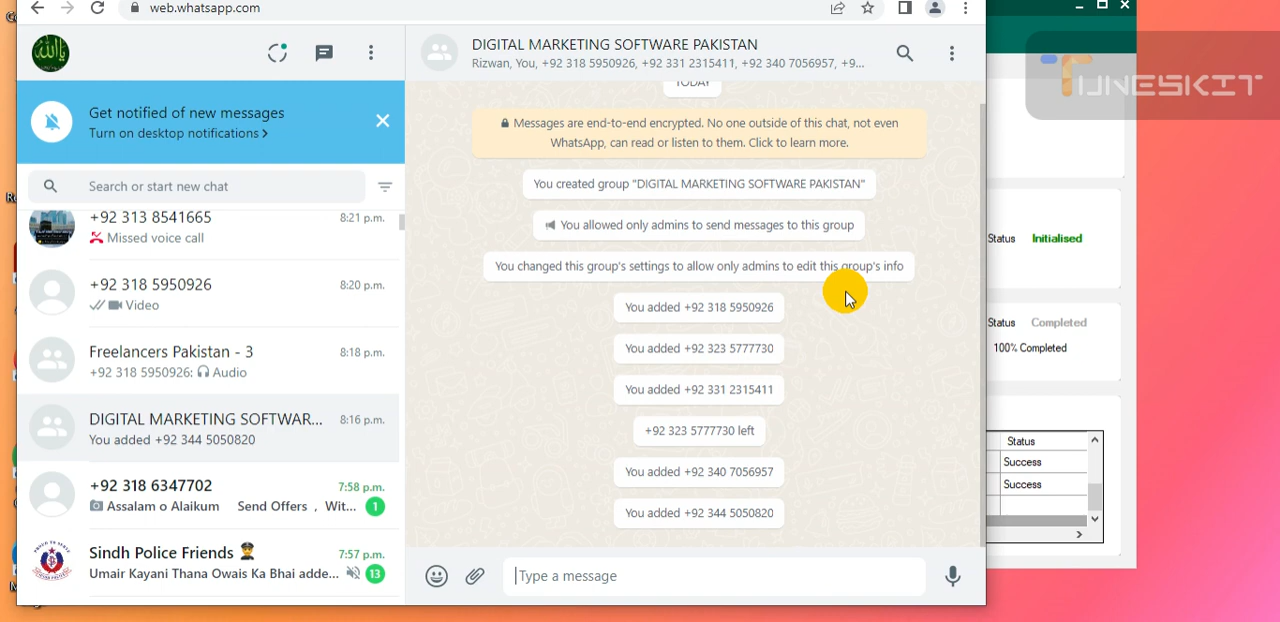 web.whatsapp.com
Get notified of new messages
Turn on desktop notifications >
Search or start new chat
+92 313 8541665
8:21 p.m.
Missed voice call
+92 318 5950926
8:20 p.m.
Video
Freelancers Pakistan - 3
8:18 p.m.
+92 318 5950926: Audio
DIGITAL MARKETING SOFTWAR...
8:16 p.m.
You added +92 344 5050820
+92 318 6347702
7:58 p.m.
Assalam o Alaikum Send Offers , Wit...
1
Sindh Police Friends
7:57 p.m.
Umair Kayani Thana Owais Ka Bhai adde...
13
DIGITAL MARKETING SOFTWARE PAKISTAN
Rizwan, You, +92 318 5950926, +92 331 2315411, +92 340 7056957, +9...
TODAY
Messages are end-to-end encrypted. No one outside of this chat, not even
WhatsApp, can read or listen to them. Click to learn more.
You created group "DIGITAL MARKETING SOFTWARE PAKISTAN"
You allowed only admins to send messages to this group
You changed this group's settings to allow only admins to edit this group's info
You added +92 318 5950926
You added +92 323 5777730
You added +92 331 2315411
+92 323 5777730 left
You added +92 340 7056957
You added +92 344 5050820
Type a message
TUNESKIT
Status Initialised
Status Completed
100% Completed
Status
Success
Success